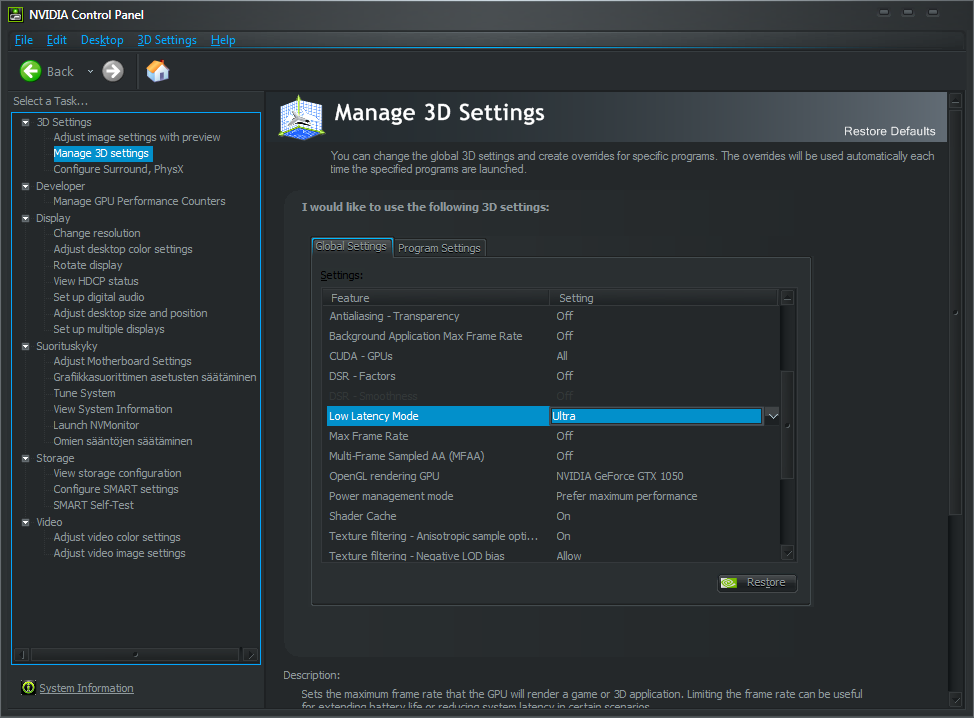 NVIDIA Control Panel
File Edit Desktop 3D Settings Help
Back
Select a Task...
3D Settings
Adjust image settings with preview
Manage 3D settings
Configure Surround, PhysX
Developer
Manage GPU Performance Counters
Display
Change resolution
Adjust desktop color settings
Rotate display
View HDCP status
Set up digital audio
Adjust desktop size and position
Set up multiple displays
Suorituskyky
Adjust Motherboard Settings
Grafiikkasuorittimen asetusten säätäminen
Tune System
View System Information
Launch NVMonitor
Omien sääntöjen säätäminen
Storage
View storage configuration
Configure SMART settings
SMART Self-Test
Video
Adjust video color settings
Adjust video image settings
System Information
Manage 3D Settings
Restore Defaults
You can change the global 3D settings and create overrides for specific programs. The overrides will be used automatically each
time the specified programs are launched.
I would like to use the following 3D settings:
Global Settings Program Settings
Settings:
Feature Setting
Antialiasing - Transparency Off
Background Application Max Frame Rate Off
CUDA - GPUs All
DSR - Factors Off
DSR - Smoothness Off
Low Latency Mode Ultra
Max Frame Rate Off
Multi-Frame Sampled AA (MFAA) Off
OpenGL rendering GPU NVIDIA GeForce GTX 1050
Power management mode Prefer maximum performance
Shader Cache On
Texture filtering - Anisotropic sample opti... On
Texture filtering - Negative LOD bias Allow
Restore
Description:
Sets the maximum frame rate that the GPU will render a game or 3D application. Limiting the frame rate can be useful
for extending battery life or reducing system latency in certain scenarios.